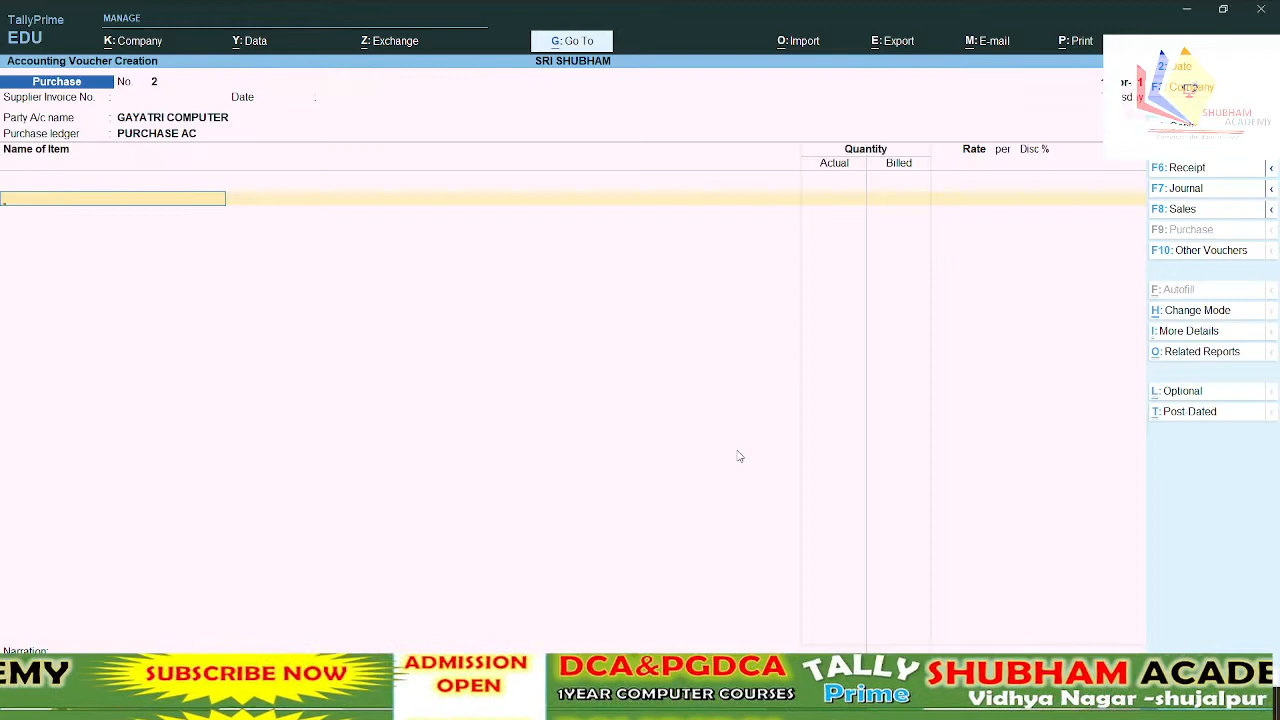 TallyPrime MANAGE
EDU K: Company Y: Data Z: Exchange G: Go To O: Import E: Export M: E-mail P: Print
Accounting Voucher Creation SRI SHUBHAM
Purchase No. 2
Supplier Invoice No. : Date :
Party A/c name : GAYATRI COMPUTER
Purchase ledger : PURCHASE AC
Name of Item Quantity Rate per Disc %
Actual Billed
Company
SHUBHAM
ACADEMY
F6: Receipt
F7: Journal
F8: Sales
F9: Purchase
F10: Other Vouchers
F: Autofill
H: Change Mode
I: More Details
O: Related Reports
L: Optional
T: Post-Dated
Narration:
EMY SUBSCRIBE NOW ADMISSION OPEN DCA&PGDCA TALLY Prime SHUBHAM ACADE
1YEAR COMPUTER COURSES Vidhya Nagar -shujalpur